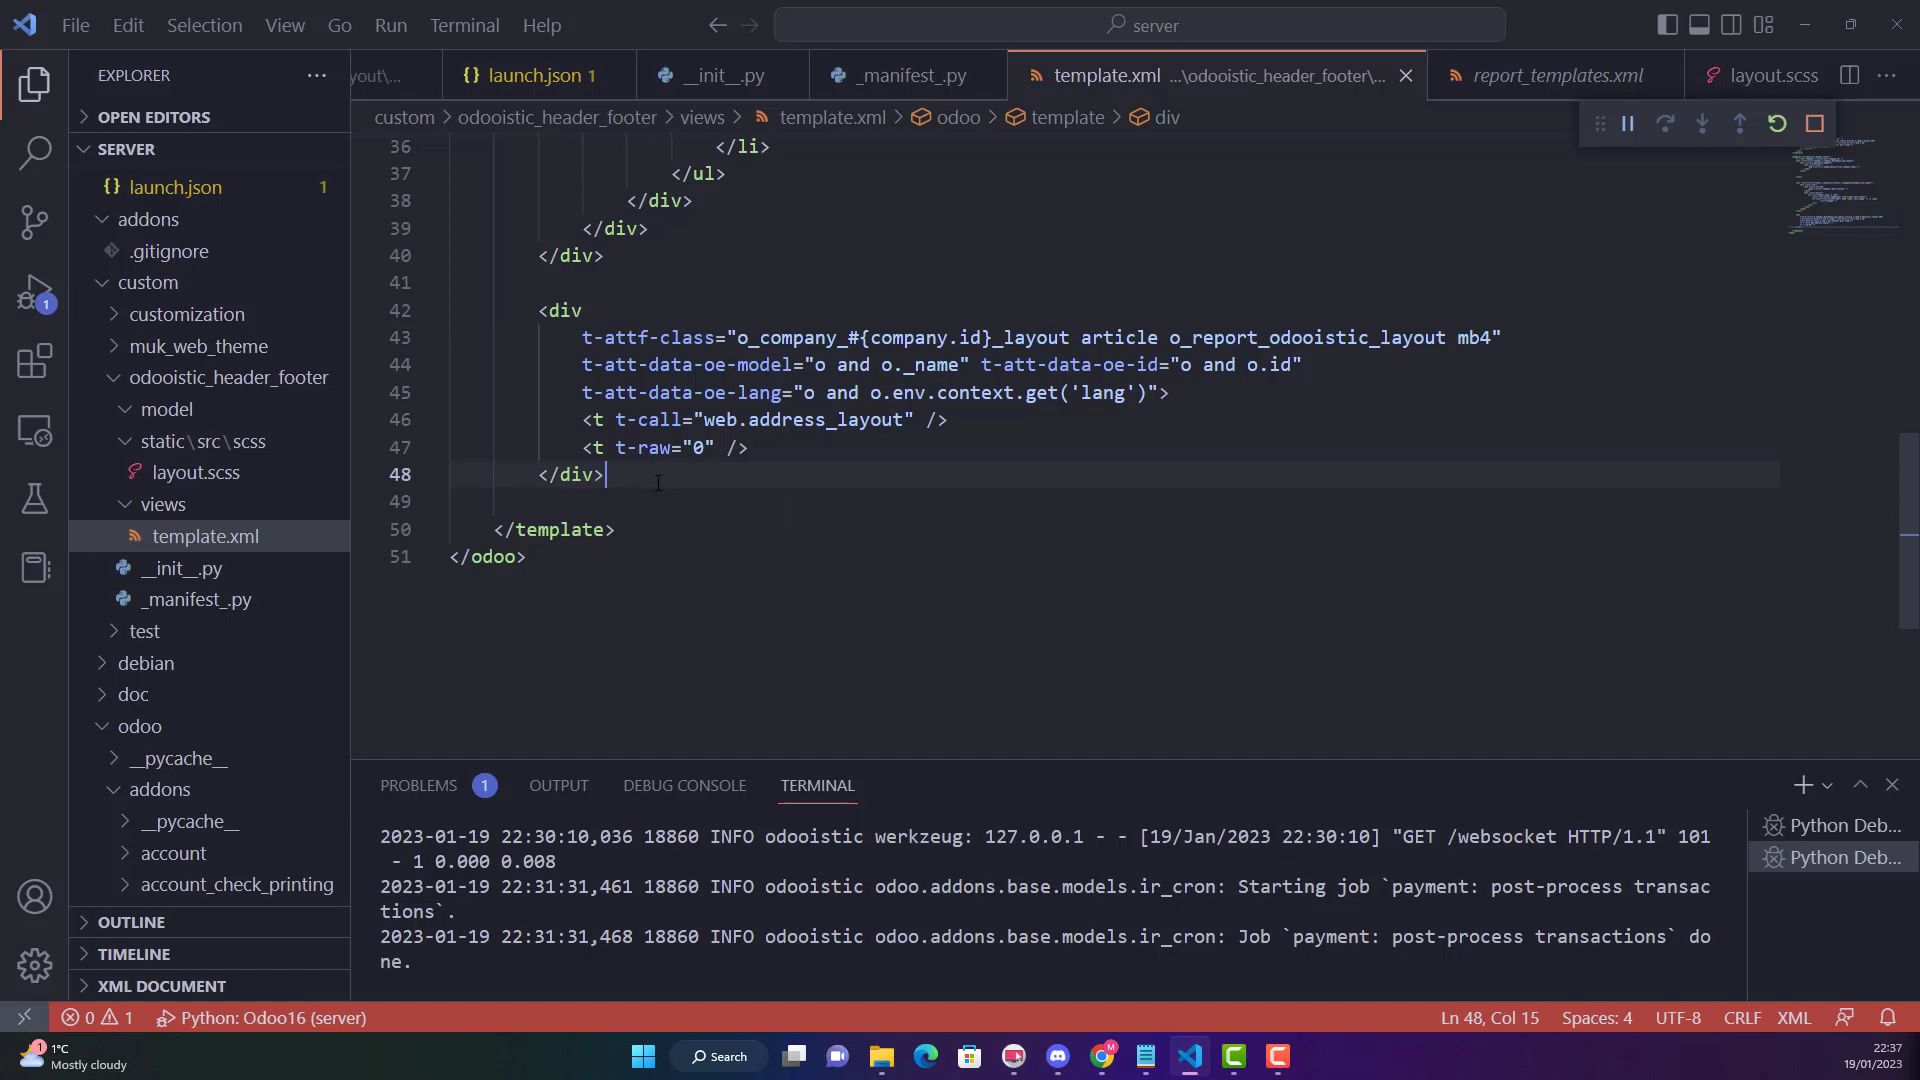 File Edit Selection View Go Run Terminal Help
server
EXPLORER
yout\...
launch.json 1
__init__.py
_manifest_.py
template.xml ...\odooistic_header_footer\...
report_templates.xml
layout.scss
OPEN EDITORS
custom > odooistic_header_footer > views > template.xml > odoo > template > div
SERVER
launch.json 1
addons
.gitignore
custom
customization
muk_web_theme
odooistic_header_footer
model
static\src\scss
layout.scss
views
template.xml
__init__.py
_manifest_.py
test
debian
doc
odoo
__pycache__
addons
__pycache__
account
account_check_printing
OUTLINE
TIMELINE
XML DOCUMENT
36 </li>
37 </ul>
38 </div>
39 </div>
40 </div>
41
42 <div
43 t-attf-class="o_company_#{company.id}_layout article o_report_odooistic_layout mb4"
44 t-att-data-oe-model="o and o._name" t-att-data-oe-id="o and o.id"
45 t-att-data-oe-lang="o and o.env.context.get('lang')">
46 <t t-call="web.address_layout" />
47 <t t-raw="0" />
48 </div>
49
50 </template>
51 </odoo>
PROBLEMS 1 OUTPUT DEBUG CONSOLE TERMINAL
2023-01-19 22:30:10,036 18860 INFO odooistic werkzeug: 127.0.0.1 - - [19/Jan/2023 22:30:10] "GET /websocket HTTP/1.1" 101
- 1 0.000 0.008
2023-01-19 22:31:31,461 18860 INFO odooistic odoo.addons.base.models.ir_cron: Starting job `payment: post-process transac
tions`.
2023-01-19 22:31:31,468 18860 INFO odooistic odoo.addons.base.models.ir_cron: Job `payment: post-process transactions` do
ne.
Python Deb...
Python Deb...
0 1 Python: Odoo16 (server)
Ln 48, Col 15 Spaces: 4 UTF-8 CRLF XML
1
1°C
Mostly cloudy
Search
M
22:37
19/01/2023